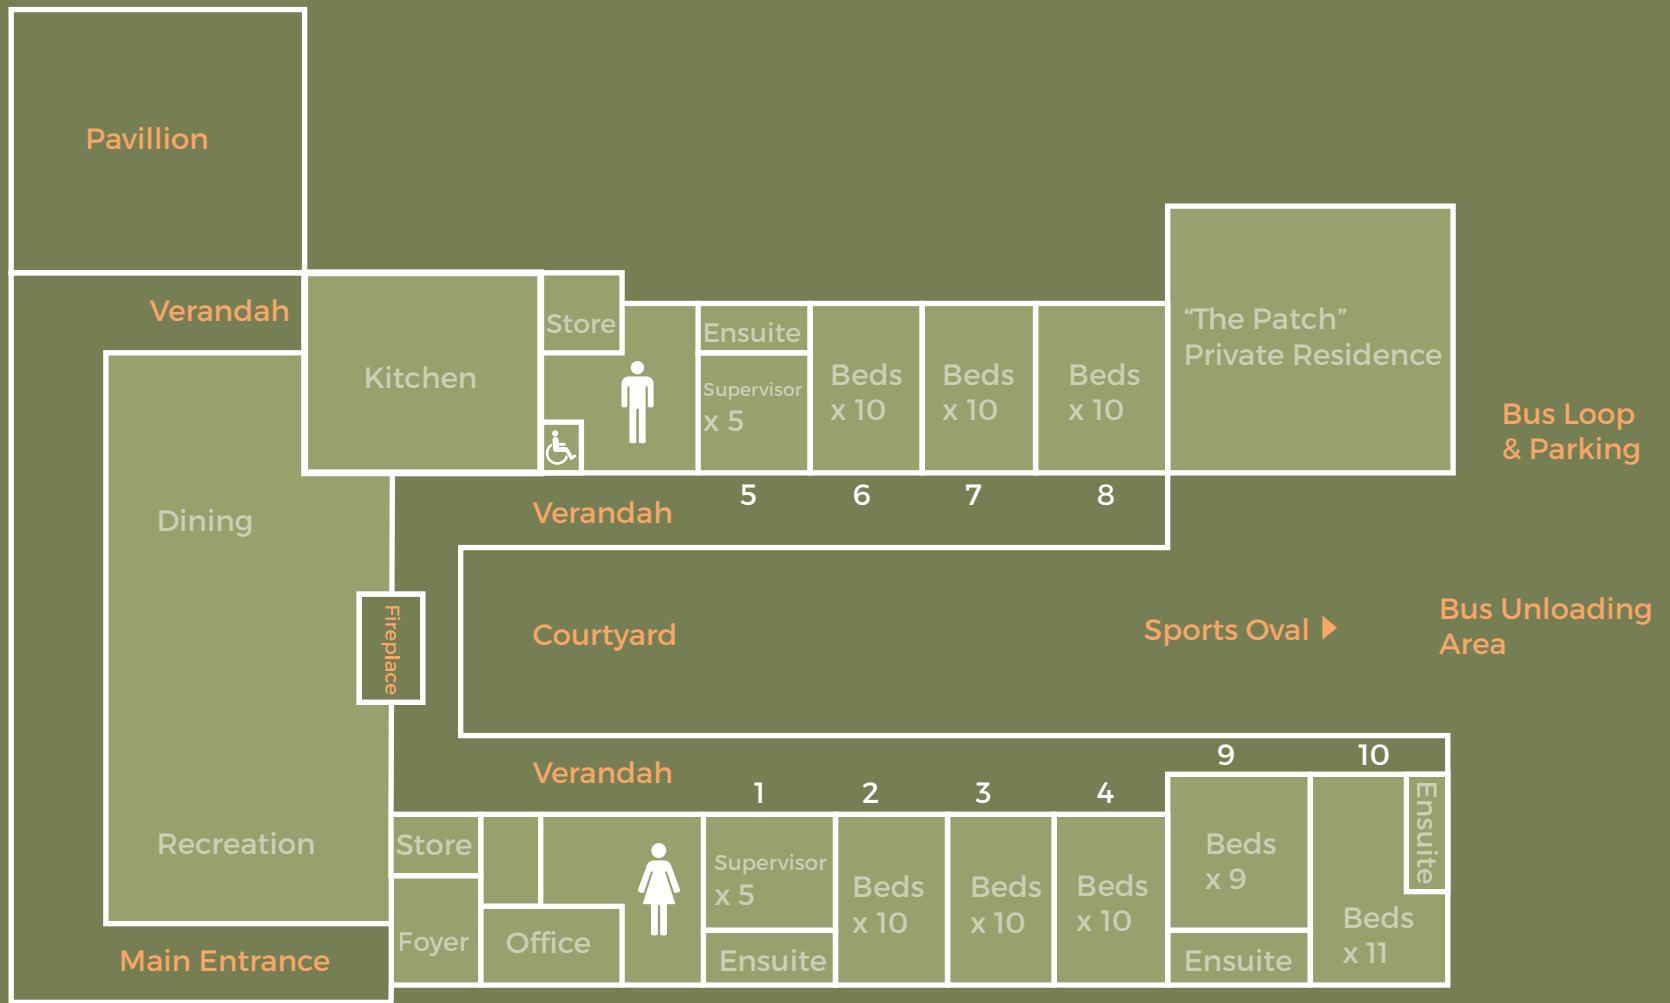 Pavillion
Verandah
Kitchen
Store
Ensuite
Supervisor
x 5
Beds
x 10
Beds
x 10
Beds
x 10
“The Patch”
Private Residence
Bus Loop
& Parking
5
6
7
8
Verandah
Dining
Fireplace
Courtyard
Sports Oval
Bus Unloading
Area
Verandah
1
2
3
4
9
10
Recreation
Store
Supervisor
x 5
Beds
x 10
Beds
x 10
Beds
x 10
Beds
x 9
Ensuite
Beds
x 11
Main Entrance
Foyer
Office
Ensuite
Ensuite